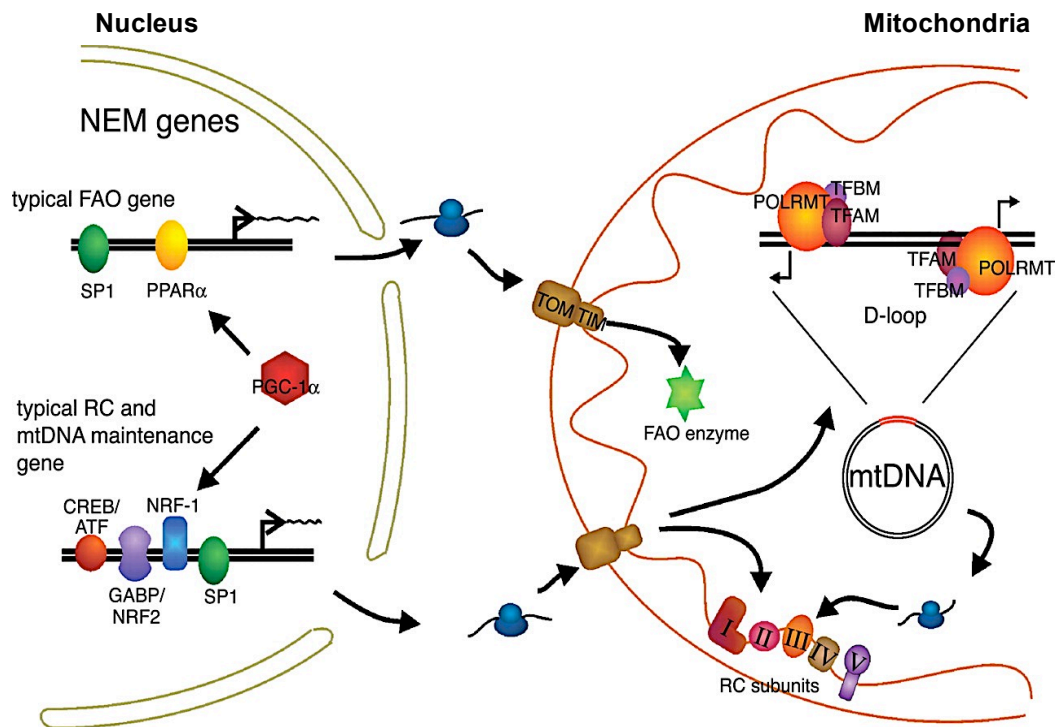 Nucleus
Mitochondria
NEM genes
typical FAO gene
SP1
PPARα
PGC-1α
typical RC and
mtDNA maintenance
gene
CREB/
ATF
NRF-1
GABP/
NRF2
SP1
TOM
TIM
FAO enzyme
POLRMT
TFBM
TFAM
TFAM
TFBM
POLRMT
D-loop
mtDNA
I
II
III
IV
V
RC subunits